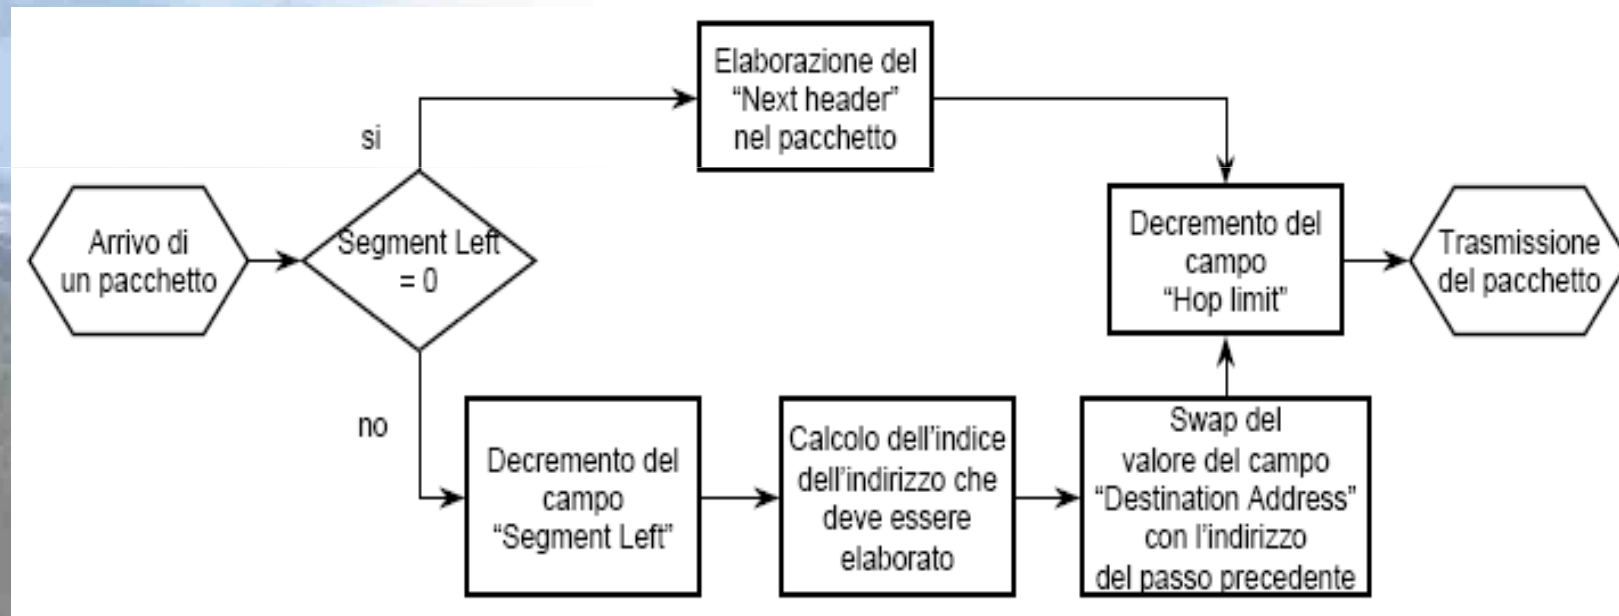 Arrivo di
un pacchetto
Segment Left
= 0
si
Elaborazione del
“Next header”
nel pacchetto
no
Decremento del
campo
“Segment Left”
Calcolo dell’indice
dell’indirizzo che
deve essere
elaborato
Swap del
valore del campo
“Destination Address”
con l’indirizzo
del passo precedente
Decremento del
campo
“Hop limit”
Trasmissione
del pacchetto